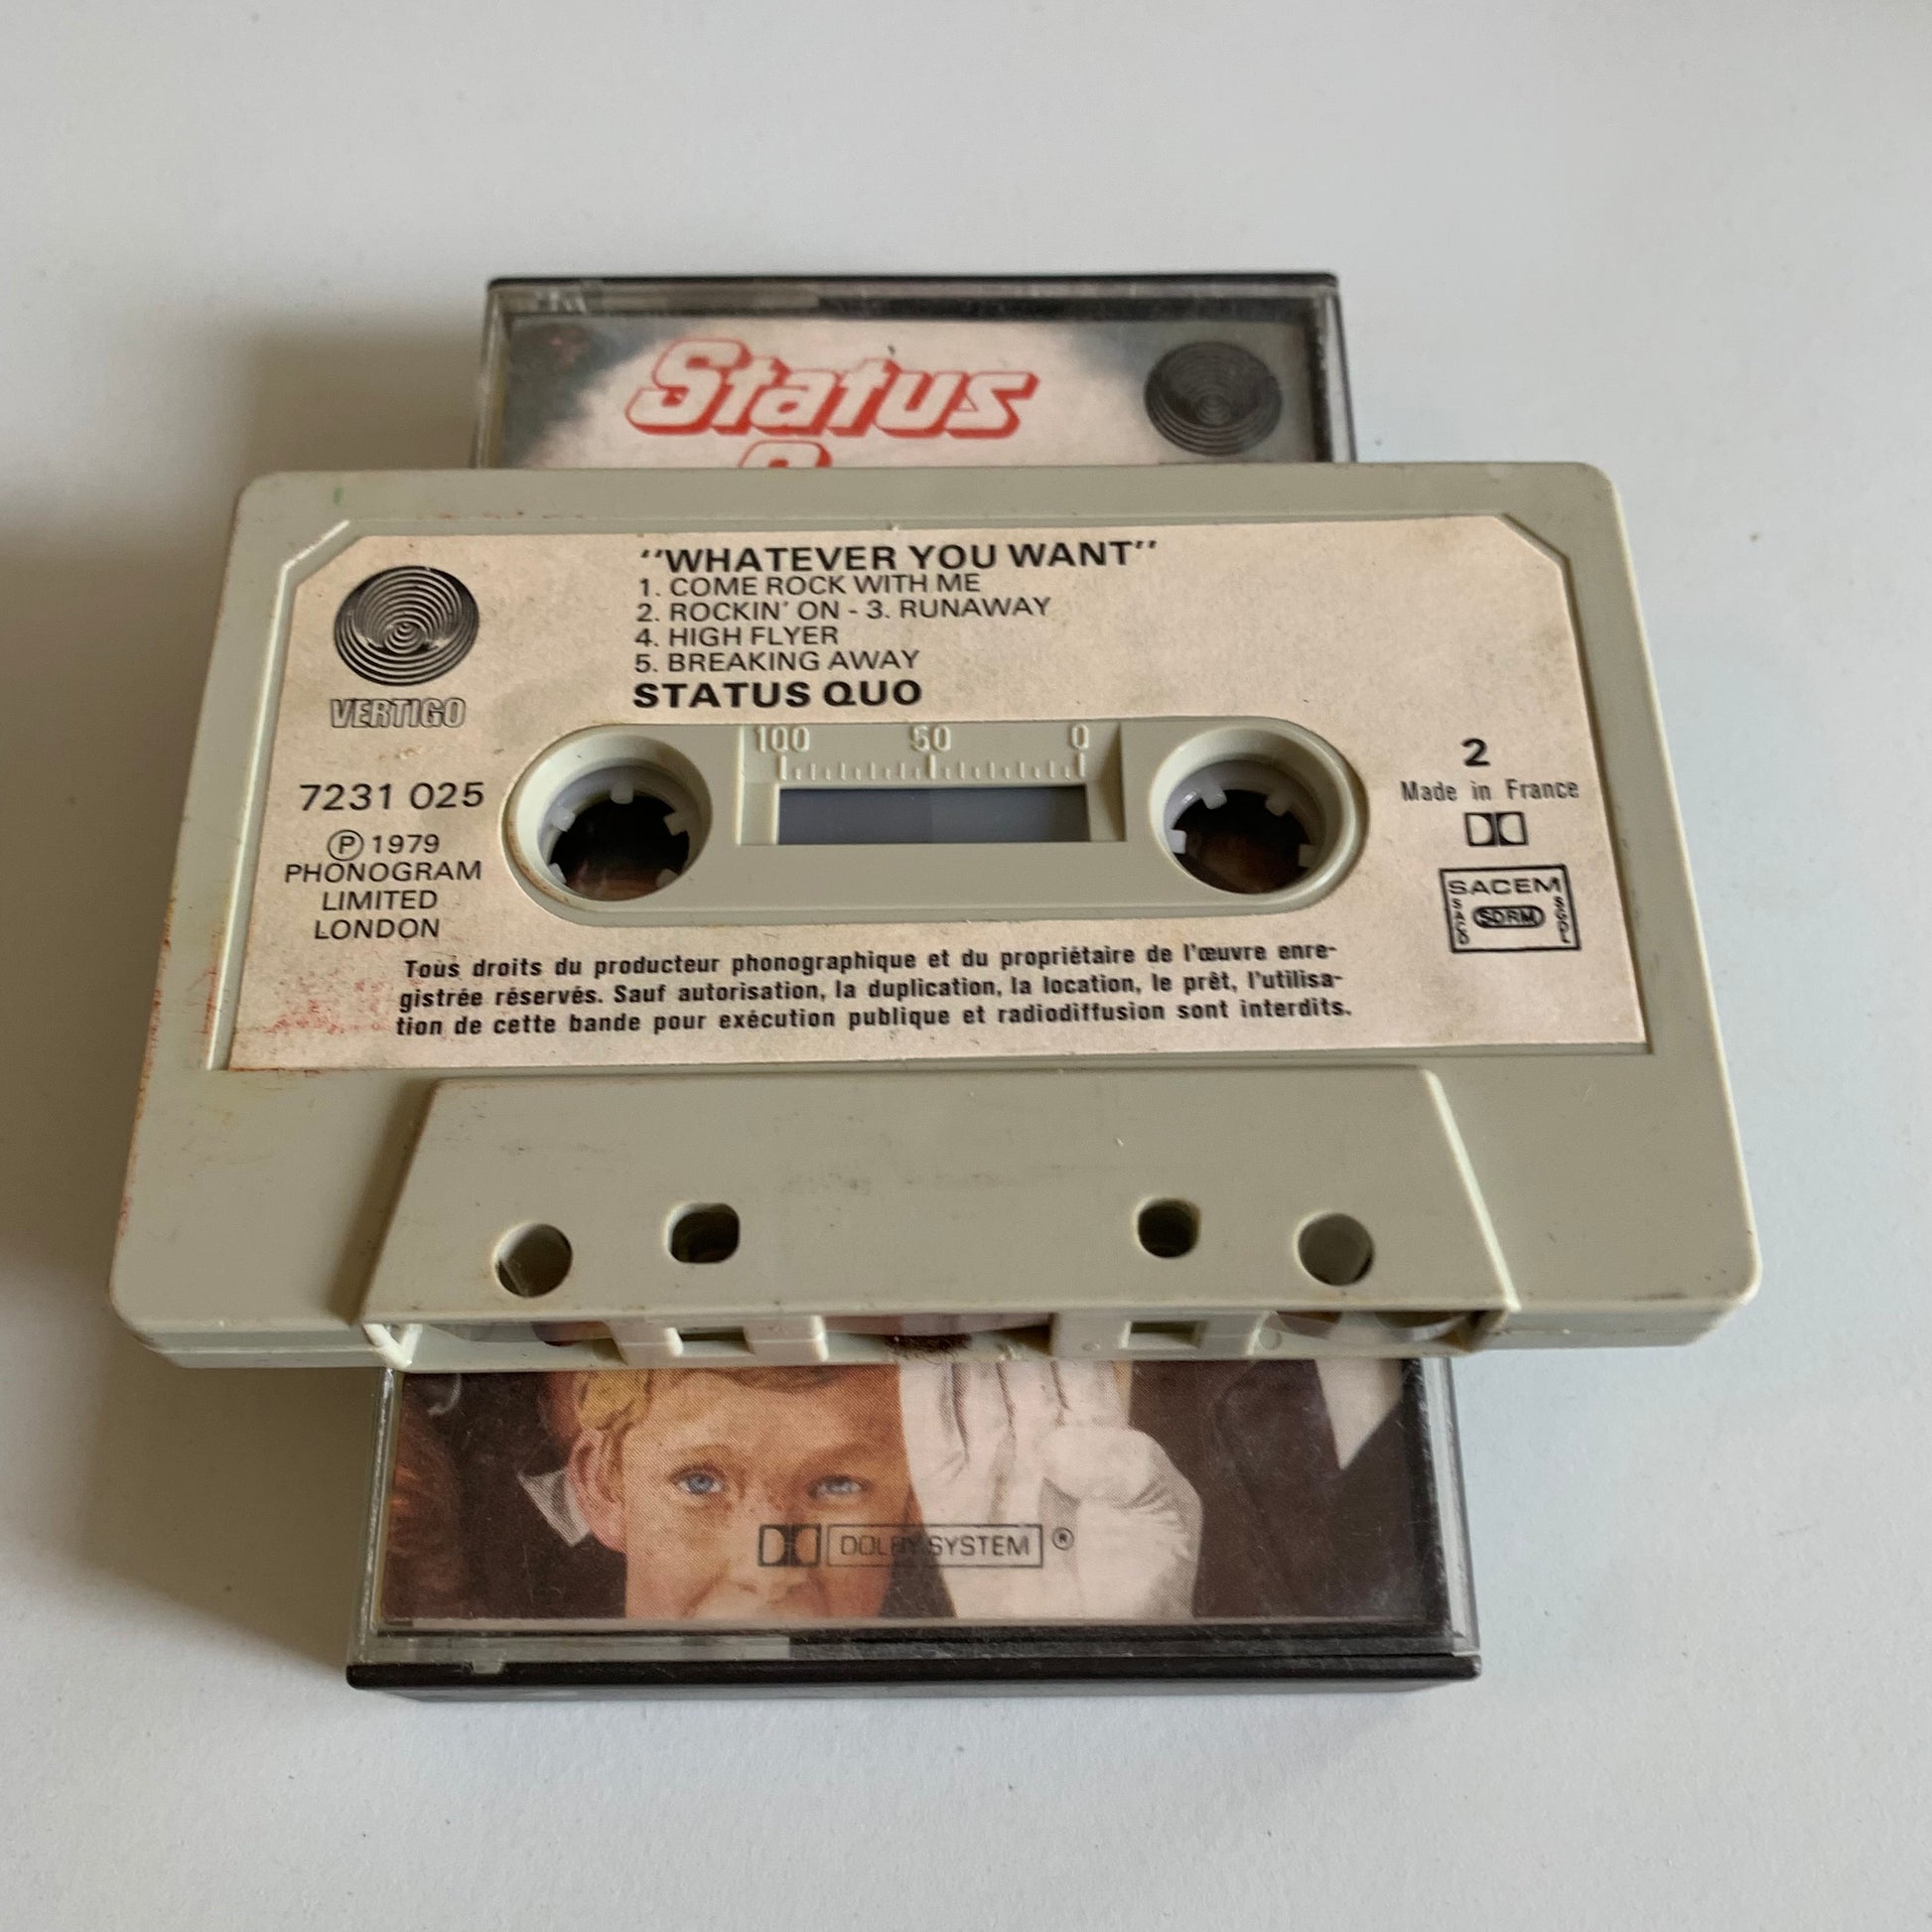 Status
"WHATEVER YOU WANT"
1. COME ROCK WITH ME
2. ROCKIN' ON - 3. RUNAWAY
4. HIGH FLYER
5. BREAKING AWAY
STATUS QUO
VERTIGO
100 50 0
7231 025
Ⓟ 1979
PHONOGRAM
LIMITED
LONDON
2
Made in France
SACEM
SACD SDRM SGDL
Tous droits du producteur phonographique et du propriétaire de l'œuvre enre-
gistrée réservés. Sauf autorisation, la duplication, la location, le prêt, l'utilisa-
tion de cette bande pour exécution publique et radiodiffusion sont interdits.
DOLBY SYSTEM ®